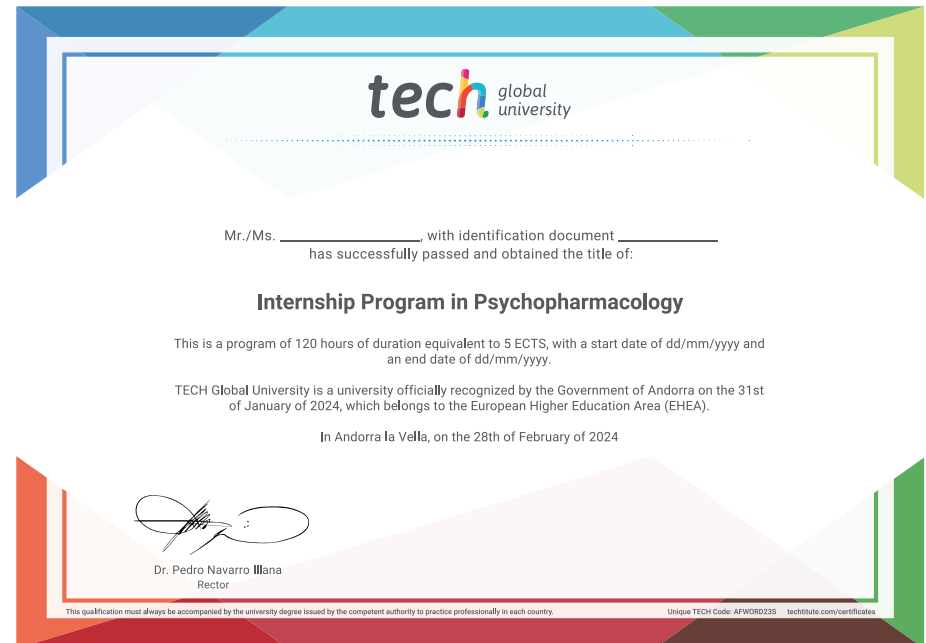 tech global university
Mr./Ms. ____________, with identification document ____________
has successfully passed and obtained the title of:
Internship Program in Psychopharmacology
This is a program of 120 hours of duration equivalent to 5 ECTS, with a start date of dd/mm/yyyy and
an end date of dd/mm/yyyy.
TECH Global University is a university officially recognized by the Government of Andorra on the 31st
of January of 2024, which belongs to the European Higher Education Area (EHEA).
In Andorra la Vella, on the 28th of February of 2024
Dr. Pedro Navarro Illana
Rector
This qualification must always be accompanied by the university degree issued by the competent authority to practice professionally in each country.
Unique TECH Code: AFWORD23S techtitute.com/certificates